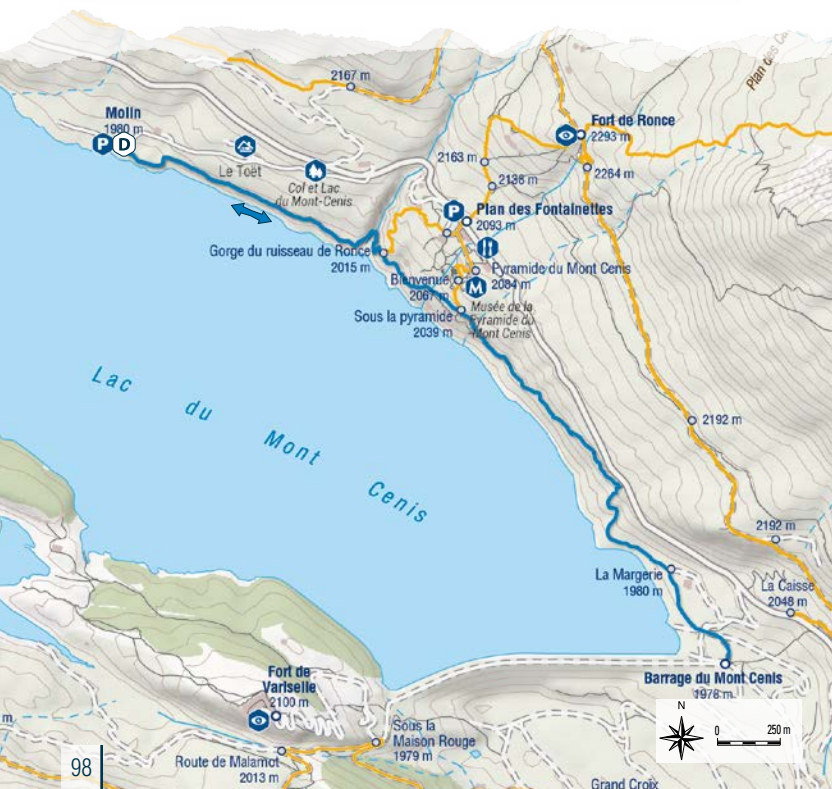 Plan des
2167 m
Molin
1980 m
P
D
Fort de Ronce
2293 m
Le Toët
2163 m
2264 m
Col et Lac
du Mont-Cenis
2138 m
P
Plan des Fontainettes
2093 m
Gorge du ruisseau de Ronce
2015 m
Pyramide du Mont Cenis
2084 m
Bienvenue
2067 m
M
Musée de la
Pyramide du
Mont Cenis
Sous la pyramide
2039 m
Lac du Mont Cenis
2192 m
2192 m
La Margerie
1980 m
La Caisse
2048 m
Barrage du Mont Cenis
1978 m
Fort de
Variselle
2100 m
m
Sous la
Maison Rouge
1979 m
Route de Malamot
2013 m
N
0 250 m
98
Grand Croix